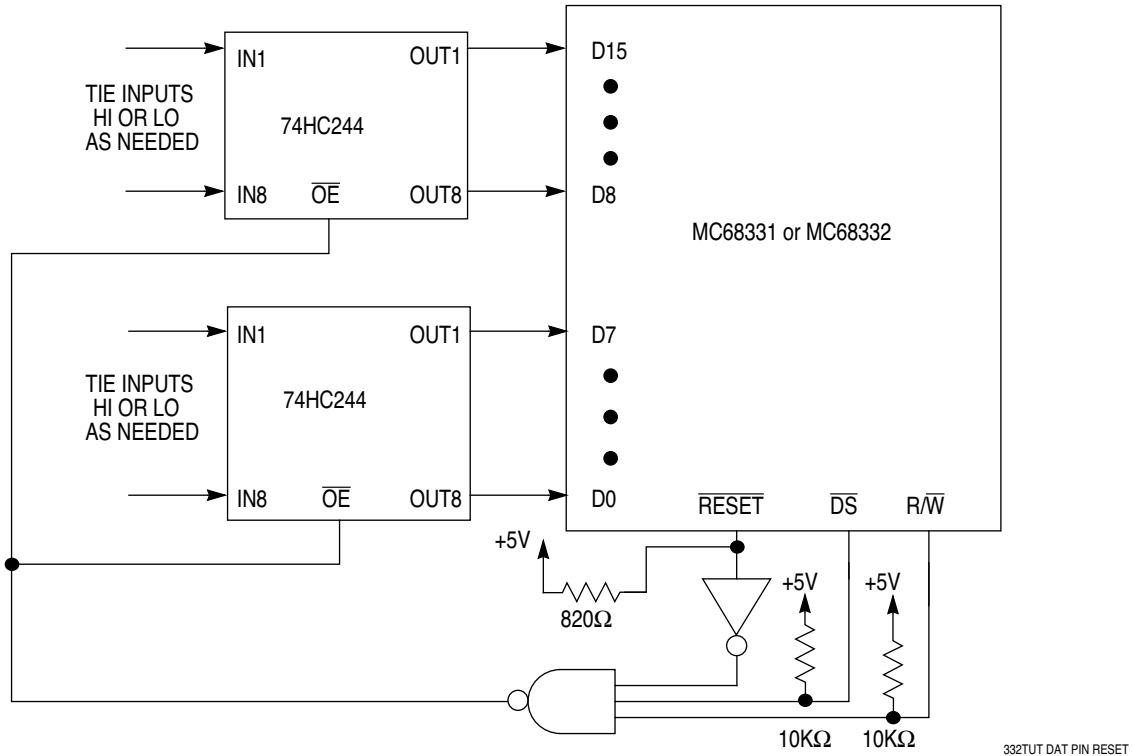 IN1
OUT1
D15
TIE INPUTS
HI OR LO
AS NEEDED
74HC244
IN8
OE
OUT8
D8
MC68331 or MC68332
IN1
OUT1
D7
TIE INPUTS
HI OR LO
AS NEEDED
74HC244
IN8
OE
OUT8
D0
RESET
DS
R/W
+5V
820Ω
+5V
+5V
10KΩ
10KΩ
332TUT DAT PIN RESET